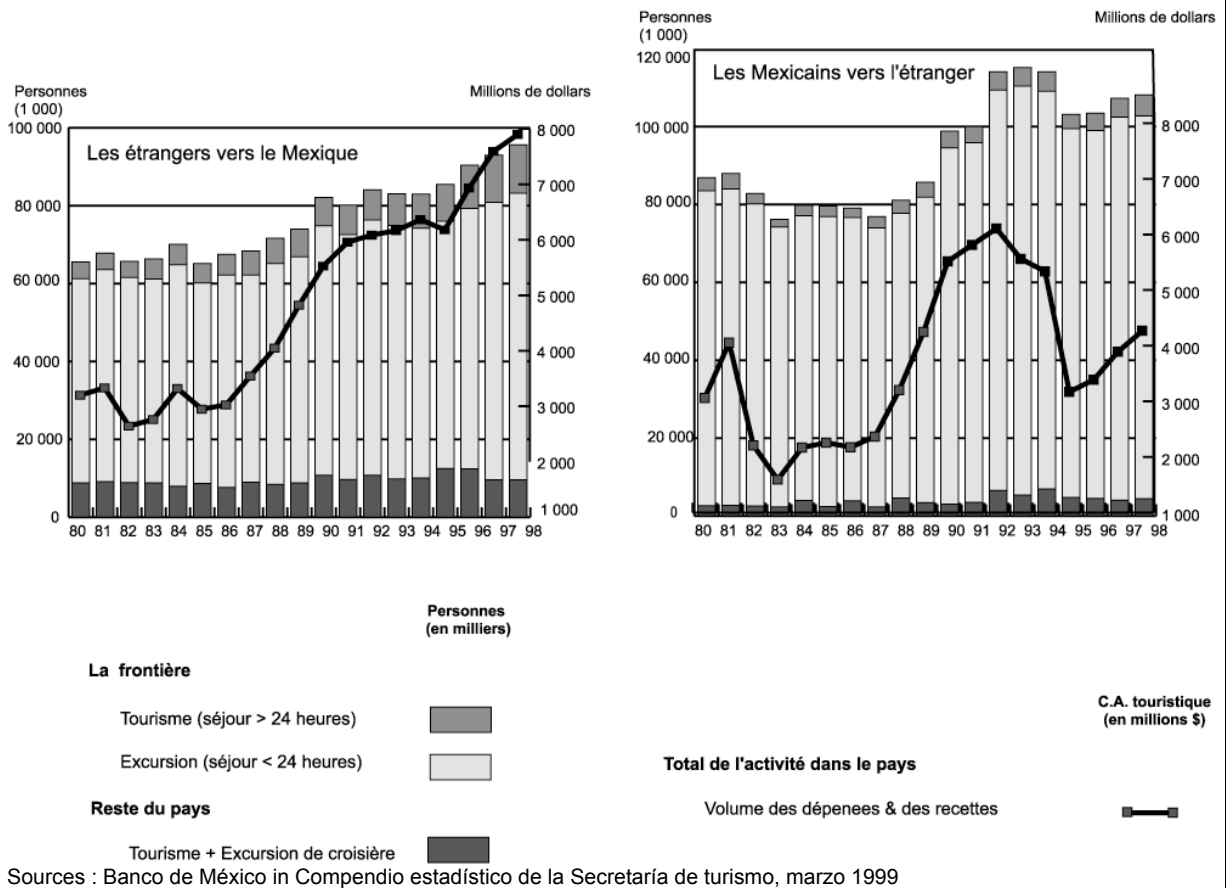 Personnes
(1 000)
Millions de dollars
Les étrangers vers le Mexique
100 000
80 000
60 000
40 000
20 000
0
8 000
7 000
6 000
5 000
4 000
3 000
2 000
1 000
80 81 82 83 84 85 86 87 88 89 90 91 92 93 94 95 96 97 98
Personnes
(1 000)
Millions de dollars
Les Mexicains vers l'étranger
120 000
100 000
80 000
60 000
40 000
20 000
0
8 000
7 000
6 000
5 000
4 000
3 000
2 000
1 000
80 81 82 83 84 85 86 87 88 89 90 91 92 93 94 95 96 97 98
Personnes
(en milliers)
La frontière
Tourisme (séjour > 24 heures)
Excursion (séjour < 24 heures)
Reste du pays
Tourisme + Excursion de croisière
C.A. touristique
(en millions $)
Total de l'activité dans le pays
Volume des dépenees & des recettes
Sources : Banco de México in Compendio estadístico de la Secretaría de turismo, marzo 1999